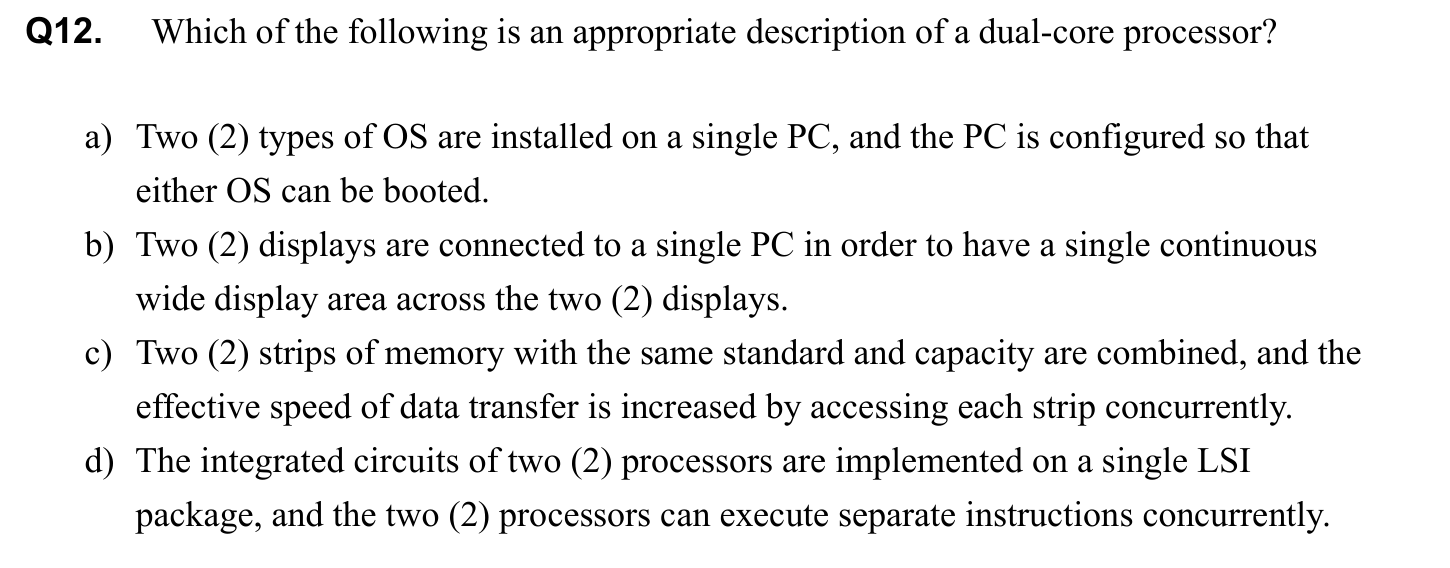 Q12. Which of the following is an appropriate description of a dual-core processor?
a) Two (2) types of OS are installed on a single PC, and the PC is configured so that
either OS can be booted.
b) Two (2) displays are connected to a single PC in order to have a single continuous
wide display area across the two (2) displays.
c) Two (2) strips of memory with the same standard and capacity are combined, and the
effective speed of data transfer is increased by accessing each strip concurrently.
d) The integrated circuits of two (2) processors are implemented on a single LSI
package, and the two (2) processors can execute separate instructions concurrently.